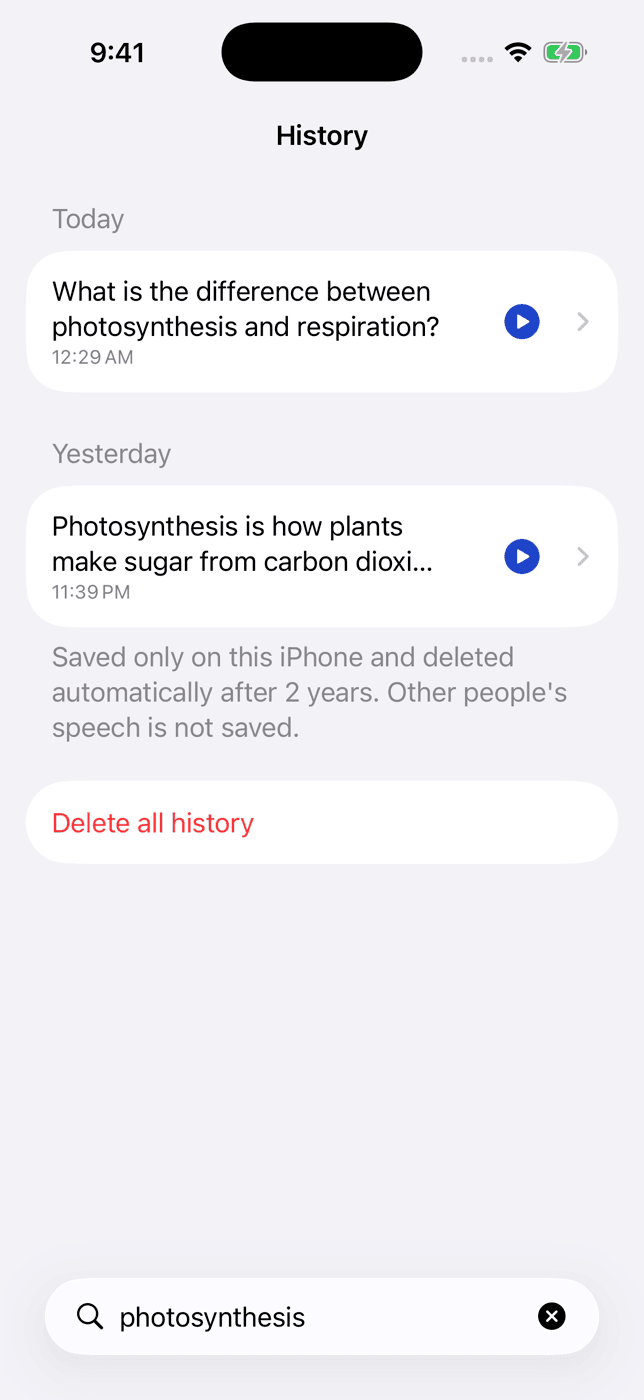 9:41
History
Today
What is the difference between
photosynthesis and respiration?
12:29 AM
Yesterday
Photosynthesis is how plants
make sugar from carbon dioxi...
11:39 PM
Saved only on this iPhone and deleted
automatically after 2 years. Other people's
speech is not saved.
Delete all history
photosynthesis